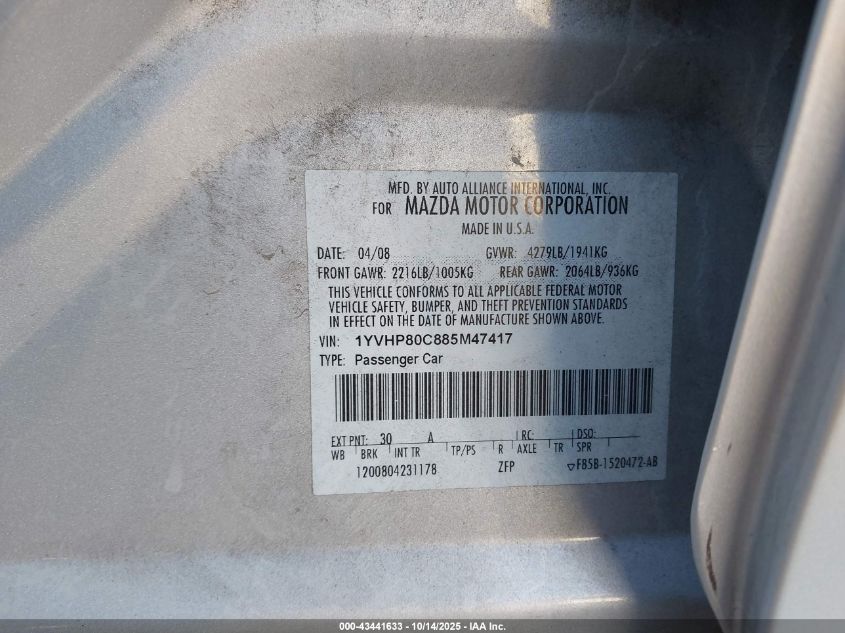 MFD. BY AUTO ALLIANCE INTERNATIONAL, INC.
FOR MAZDA MOTOR CORPORATION
MADE IN U.S.A.
DATE: 04/08 GVWR: 4279LB/1941KG
FRONT GAWR: 2216LB/1005KG REAR GAWR: 2064LB/936KG
THIS VEHICLE CONFORMS TO ALL APPLICABLE FEDERAL MOTOR
VEHICLE SAFETY, BUMPER, AND THEFT PREVENTION STANDARDS
IN EFFECT ON THE DATE OF MANUFACTURE SHOWN ABOVE.
VIN: 1YVHP80C885M47417
TYPE: Passenger Car
EXT PNT: 30 A RC: DSO:
WB BRK INT TR TP/PS R AXLE TR SPR
1200804231178 ZFP FB5B-1520472-AB
000-43441633 - 10/14/2025 - IAA Inc.